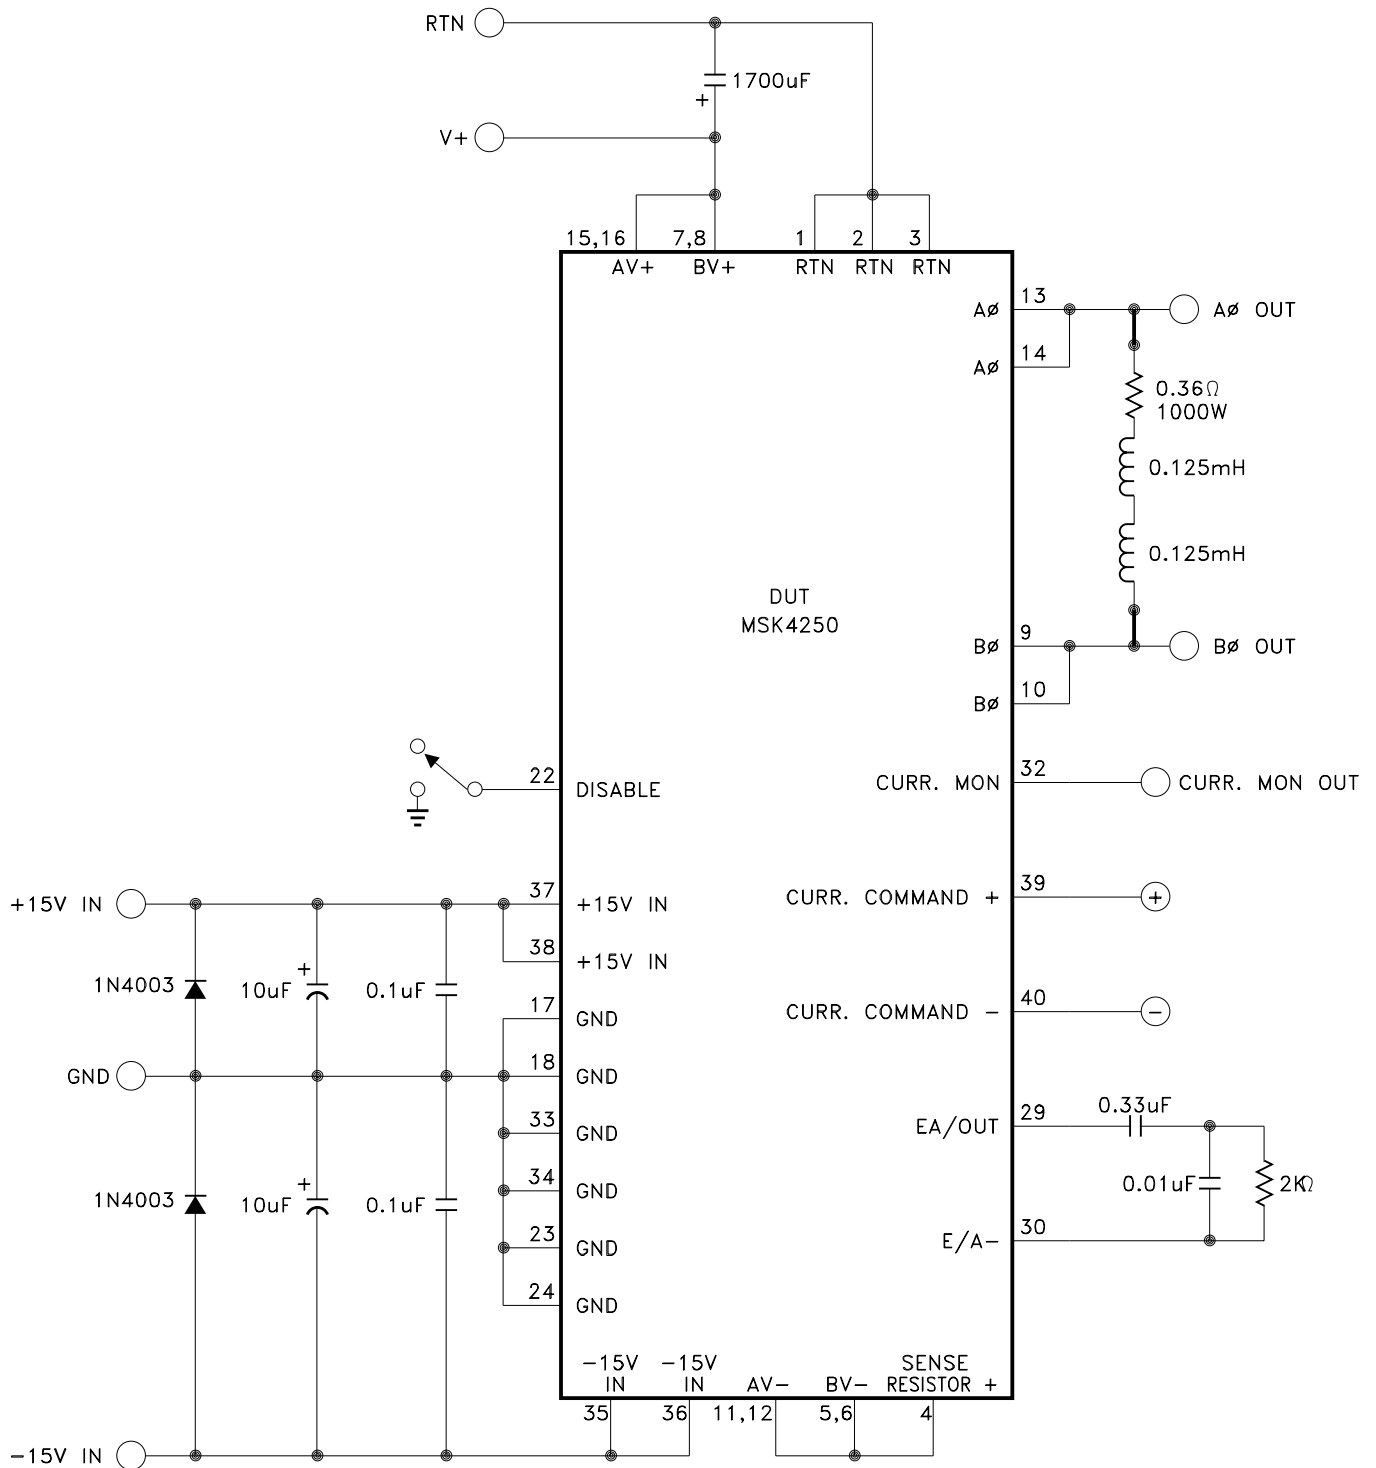 RTN
1700uF
+
V+
15,16
7,8
1
2
3
AV+
BV+
RTN
RTN
RTN
13
AØ
AØ OUT
14
AØ
0.36Ω
1000W
0.125mH
0.125mH
DUT
MSK4250
9
BØ
BØ OUT
10
BØ
22
DISABLE
32
CURR. MON
CURR. MON OUT
37
+15V IN
+15V IN
39
CURR. COMMAND +
+
38
+15V IN
1N4003
+
10uF
0.1uF
40
CURR. COMMAND -
-
17
GND
GND
18
GND
29
EA/OUT
0.33uF
33
GND
34
GND
0.01uF
2KΩ
1N4003
+
10uF
0.1uF
30
E/A-
23
GND
24
GND
-15V
IN
-15V
IN
AV-
BV-
SENSE
RESISTOR +
35
36
11,12
5,6
4
-15V IN